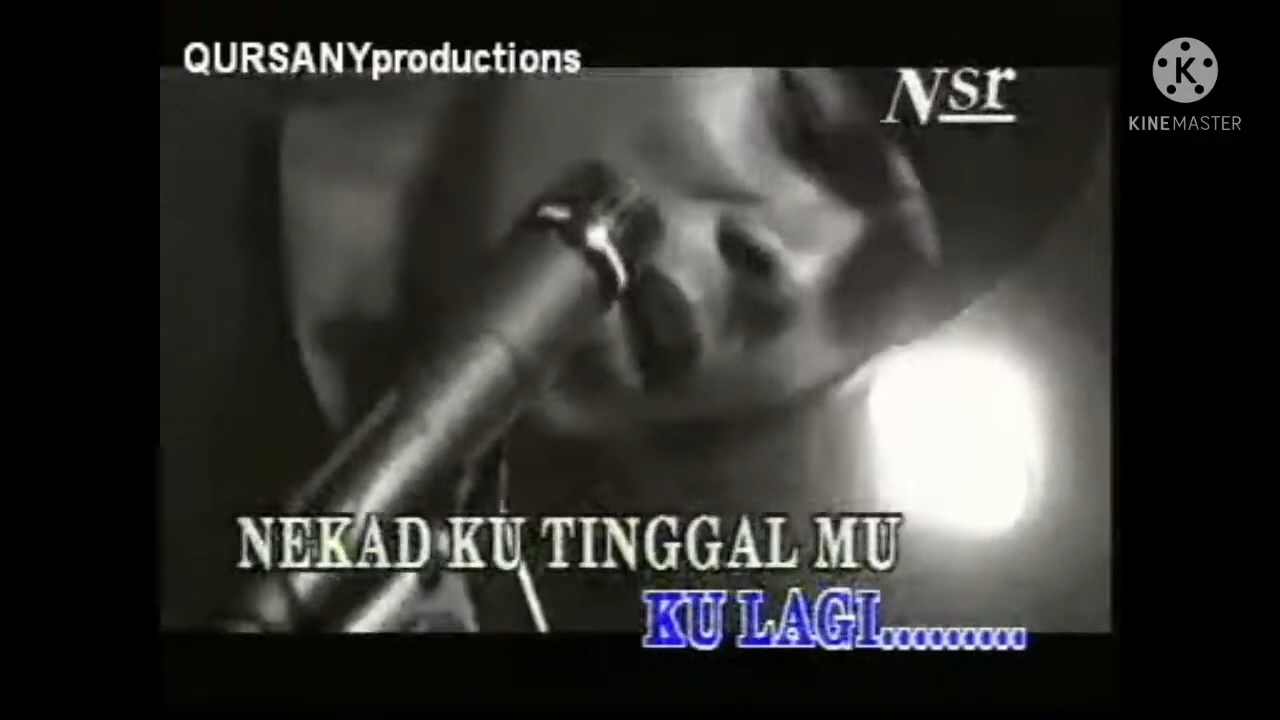 QURSANYproductions
Nsr
KINEMASTER
NEKAD KU TINGGAL MU
KU LAGI..........